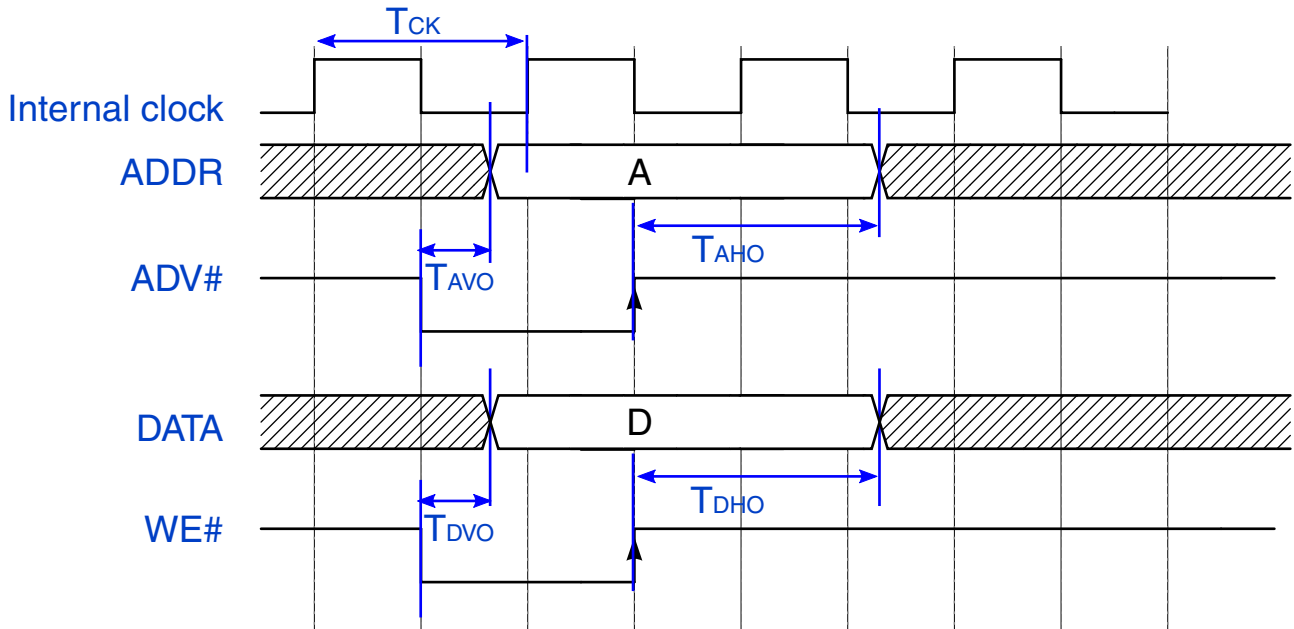 TCK
Internal clock
ADDR
A
TAHO
TAVO
ADV#
DATA
D
TDHO
TDVO
WE#